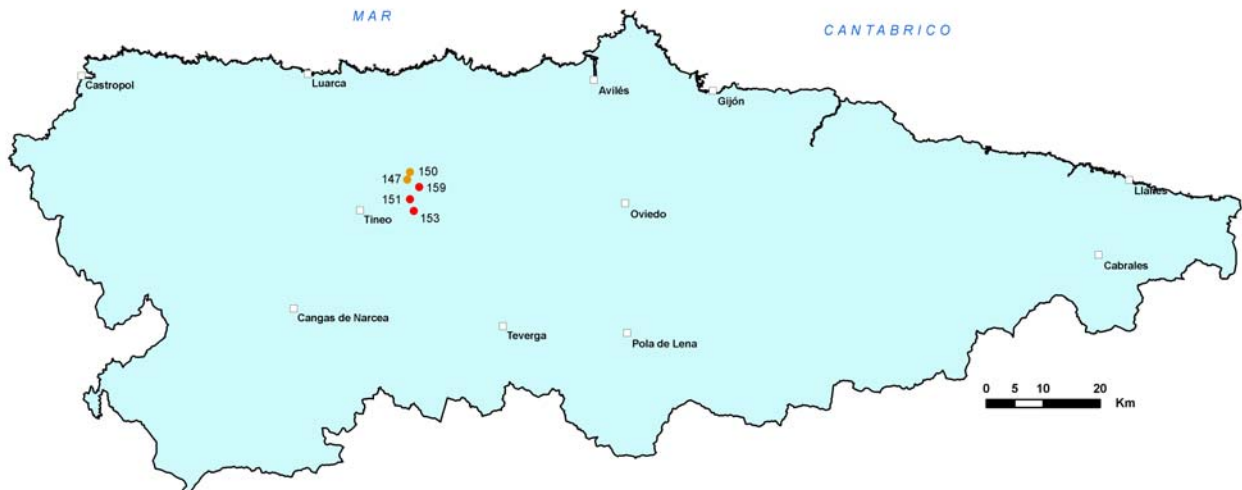 MAR
CANTABRICO
Castropol
Luarca
Avilés
Gijón
150
147
159
151
153
Tineo
Oviedo
Llanes
Cabrales
Cangas de Narcea
Teverga
Pola de Lena
0 5 10 20
Km